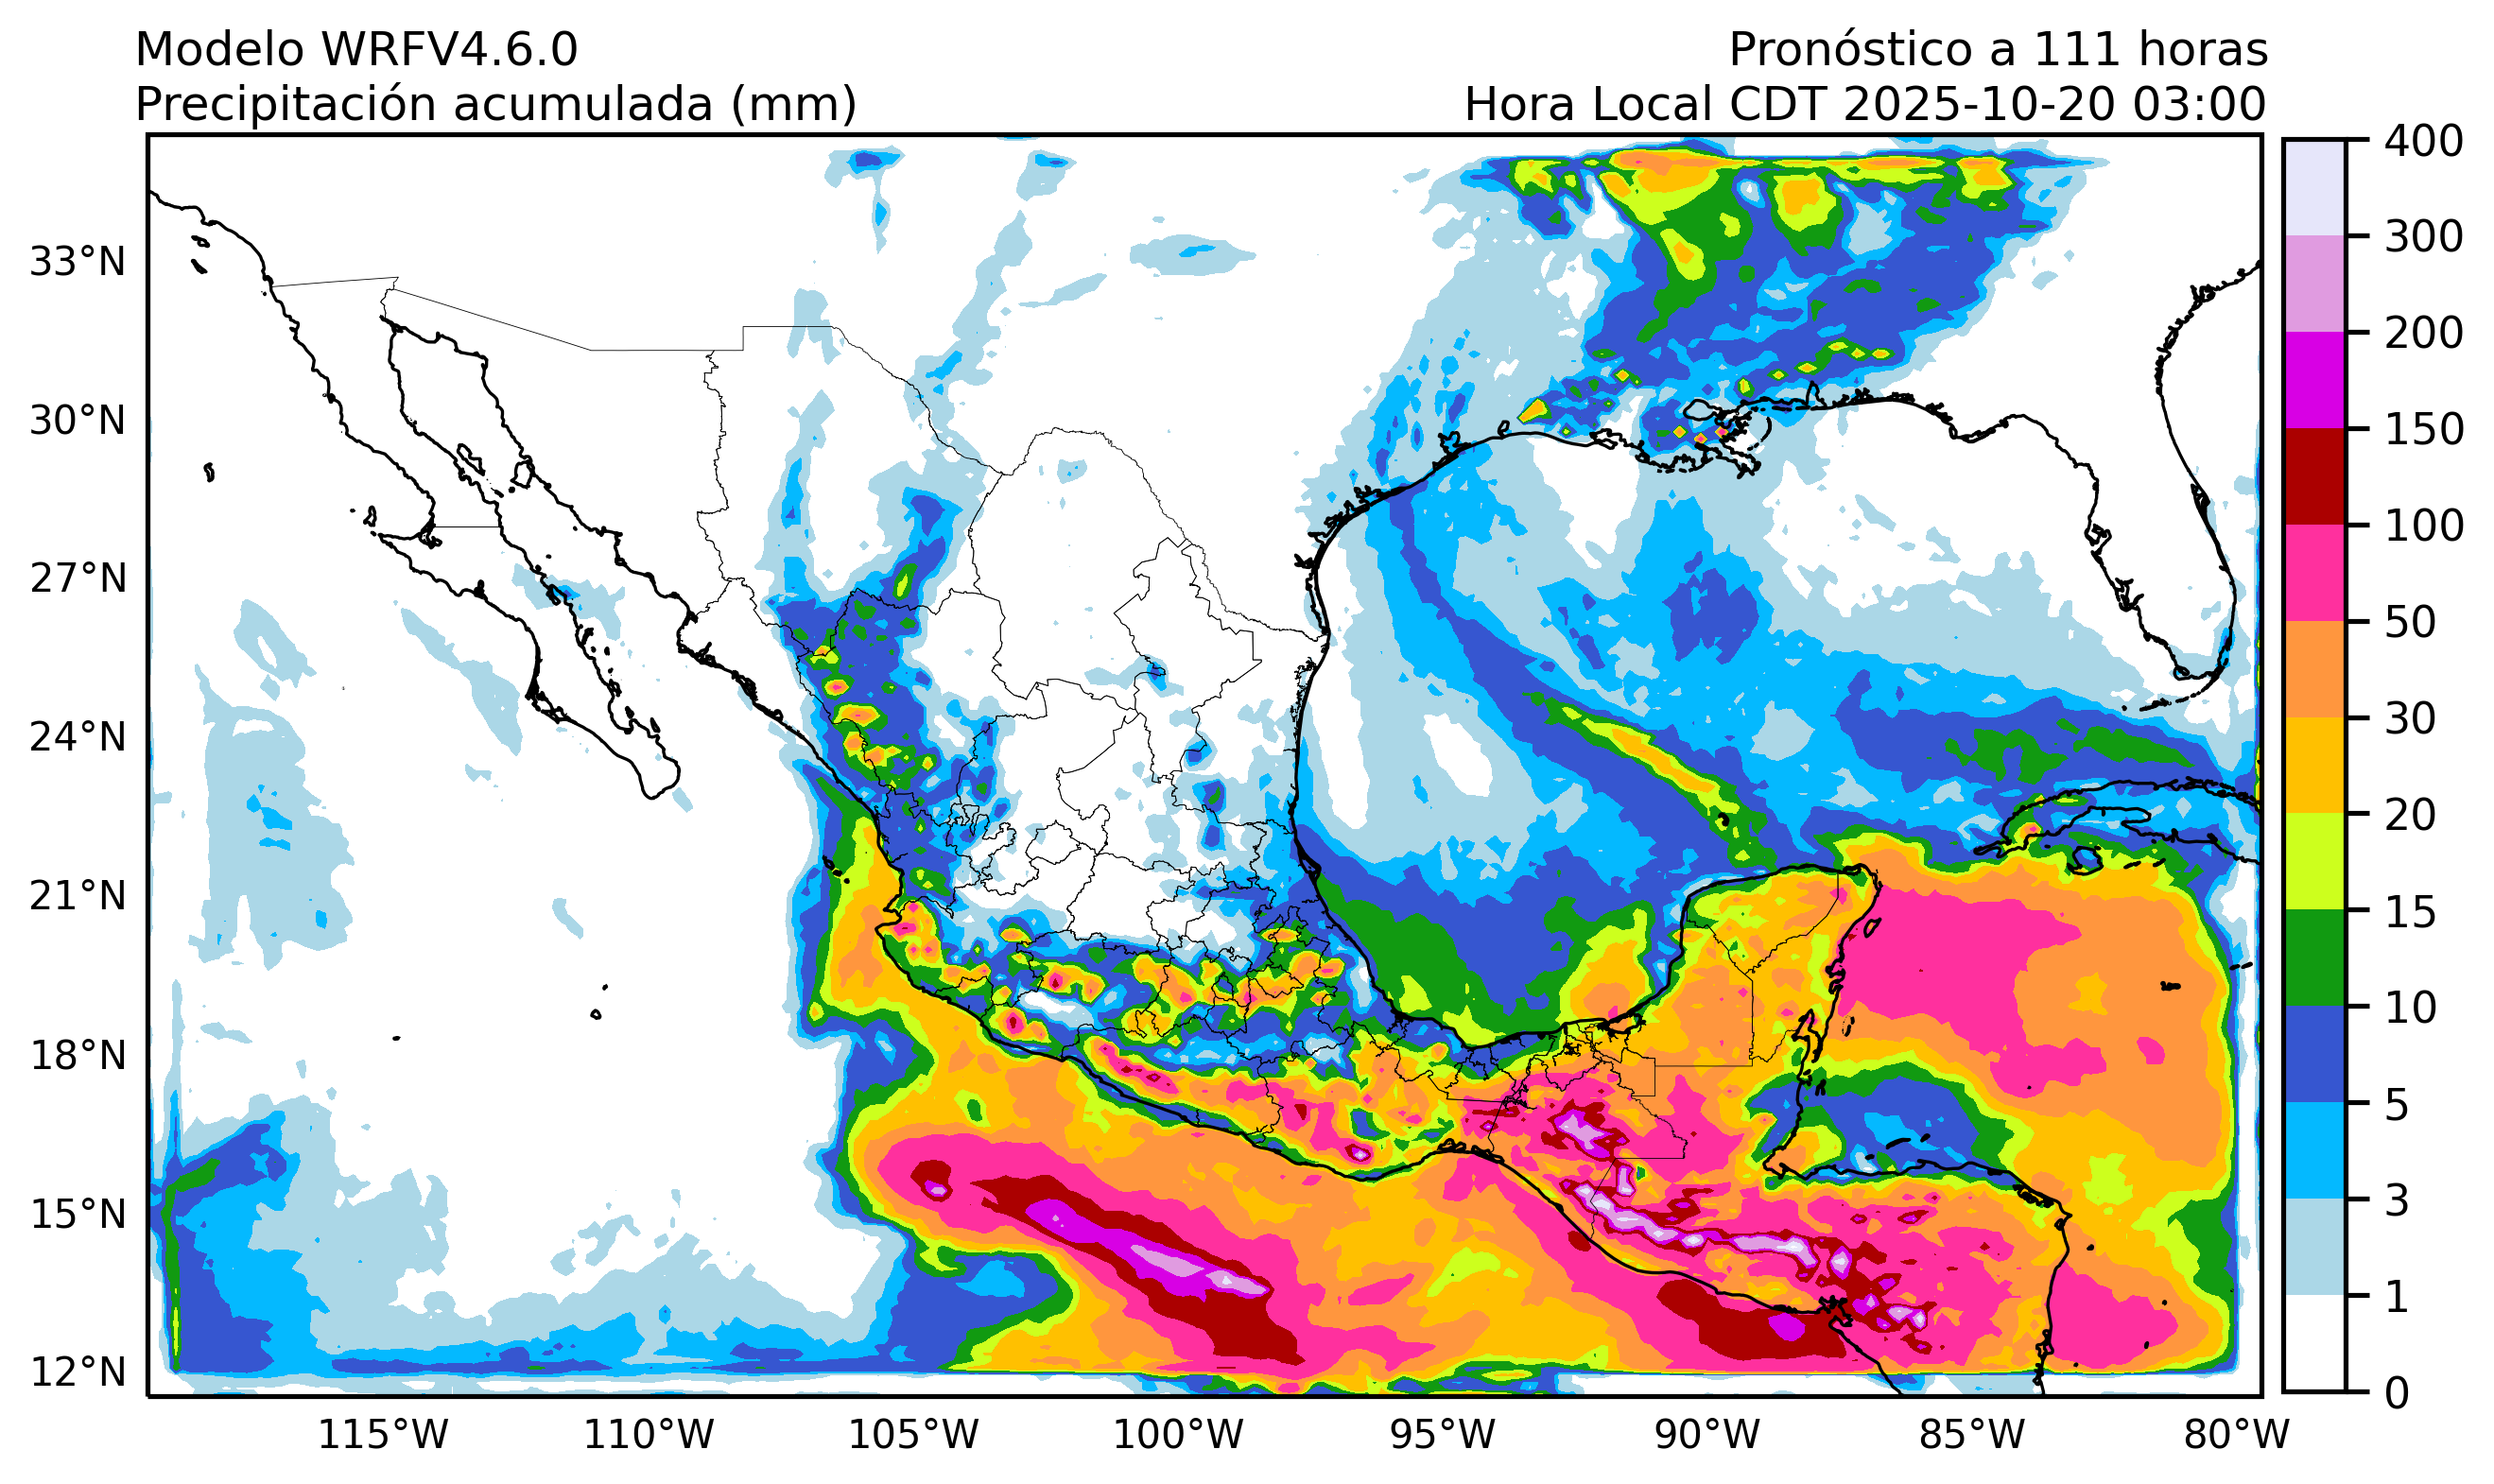 Modelo WRFV4.6.0
Pronóstico a 111 horas
Precipitación acumulada (mm)
Hora Local CDT 2025-10-20 03:00
33°N
30°N
27°N
24°N
21°N
18°N
15°N
12°N
115°W
110°W
105°W
100°W
95°W
90°W
85°W
80°W
400
300
200
150
100
50
30
20
15
10
5
3
1
0